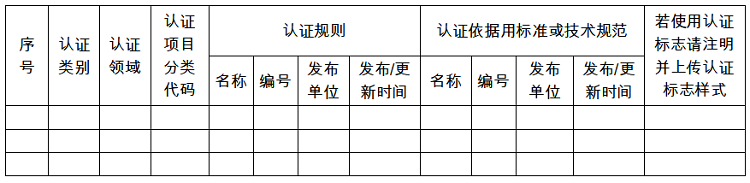 序号
认证类别
认证领域
认证项目分类代码
认证规则
认证依据用标准或技术规范
若使用认证标志请注明并上传认证标志样式
名称
编号
发布单位
发布/更新时间
名称
编号
发布单位
发布/更新时间